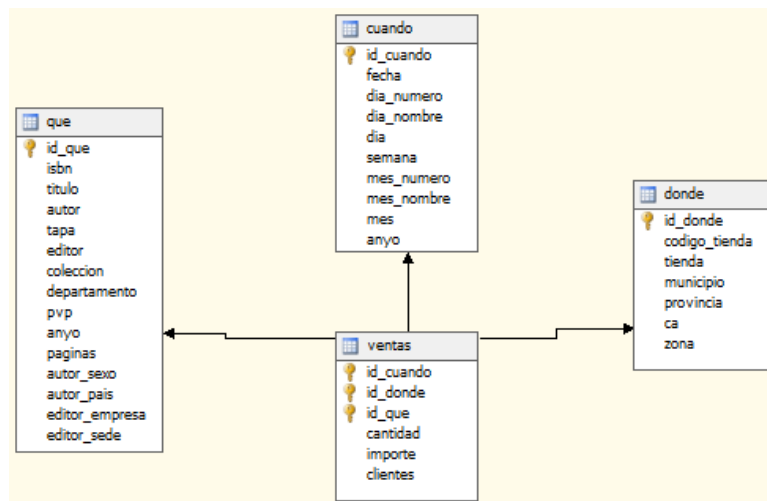 cuando
id_cuando
fecha
dia_numero
dia_nombre
dia
semana
mes_numero
mes_nombre
mes
anyo
que
id_que
isbn
titulo
autor
tapa
editor
coleccion
departamento
pvp
anyo
paginas
autor_sexo
autor_pais
editor_empresa
editor_sede
donde
id_donde
codigo_tienda
tienda
municipio
provincia
ca
zona
ventas
id_cuando
id_donde
id_que
cantidad
importe
clientes